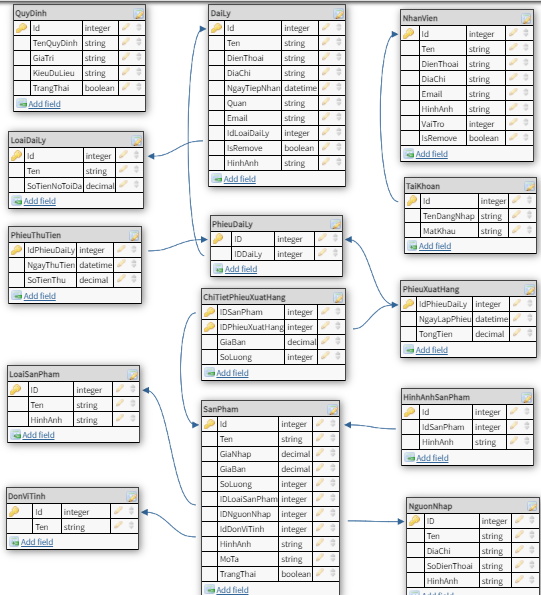 QuyDinh
Id integer
TenQuyDinh string
GiaTri string
KieuDuLieu string
TrangThai boolean
Add field
DaiLy
Id integer
Ten string
DienThoai string
DiaChi string
NgayTiepNhan datetime
Quan string
Email string
IdLoaiDaiLy integer
IsRemove boolean
HinhAnh string
Add field
NhanVien
Id integer
Ten string
DienThoai string
DiaChi string
Email string
HinhAnh string
VaiTro integer
IsRemove boolean
Add field
LoaiDaiLy
Id integer
Ten string
SoTienNoToiDa decimal
Add field
TaiKhoan
Id integer
TenDangNhap string
MatKhau string
Add field
PhieuThuTien
IdPhieuDaiLy integer
NgayThuTien datetime
SoTienThu decimal
Add field
PhieuDaiLy
ID integer
IDDaiLy integer
Add field
PhieuXuatHang
IdPhieuDaiLy integer
NgayLapPhieu datetime
TongTien decimal
Add field
ChiTietPhieuXuatHang
IDSanPham integer
IDPhieuXuatHang integer
GiaBan decimal
SoLuong integer
Add field
LoaiSanPham
ID integer
Ten string
HinhAnh string
Add field
SanPham
Id integer
Ten string
GiaNhap decimal
GiaBan decimal
SoLuong integer
IDLoaiSanPham integer
IDNguonNhap integer
IdDonViTinh integer
HinhAnh string
MoTa string
TrangThai boolean
Add field
HinhAnhSanPham
Id integer
IdSanPham integer
HinhAnh string
Add field
DonViTinh
Id integer
Ten string
Add field
NguonNhap
ID integer
Ten string
DiaChi string
SoDienThoai string
HinhAnh string
Add field